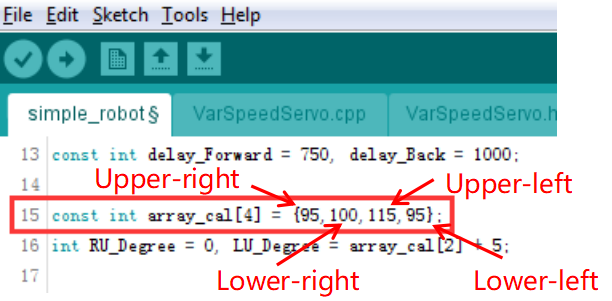 File Edit Sketch Tools Help
simple_robot§ VarSpeedServo.cpp VarSpeedServo.h
13 const int delay_Forward = 750, delay_Back = 1000;
14
Upper-right Upper-left
15 const int array_cal[4] = {95,100,115,95};
16 int RU_Degree = 0, LU_Degree = array_cal[2] + 5;
Lower-right Lower-left
17